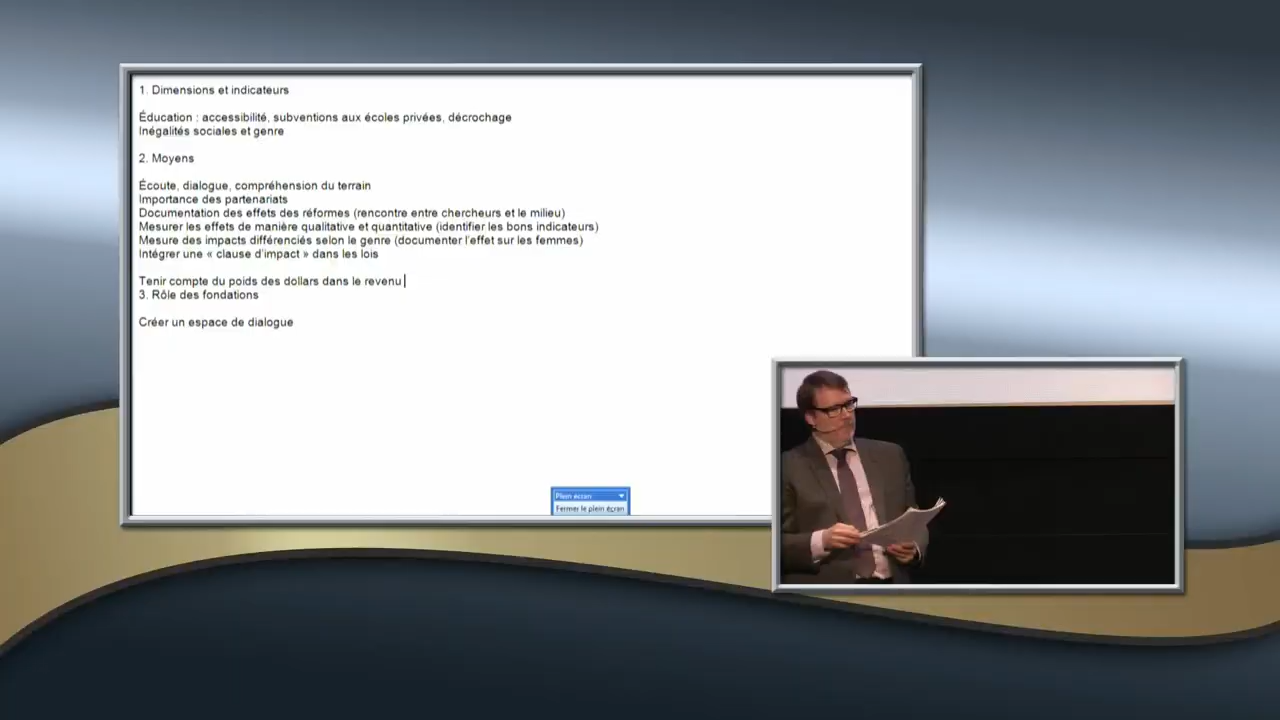 1. Dimensions et indicateurs
Éducation : accessibilité, subventions aux écoles privées, décrochage
Inégalités sociales et genre
2. Moyens
Écoute, dialogue, compréhension du terrain
Importance des partenariats
Documentation des effets des réformes (rencontre entre chercheurs et le milieu)
Mesurer les effets de manière qualitative et quantitative (identifier les bons indicateurs)
Mesure des impacts différenciés selon le genre (documenter l'effet sur les femmes)
Intégrer une « clause d'impact » dans les lois
Tenir compte du poids des dollars dans le revenu
3. Rôle des fondations
Créer un espace de dialogue
Plein écran
Fermer le plein écran